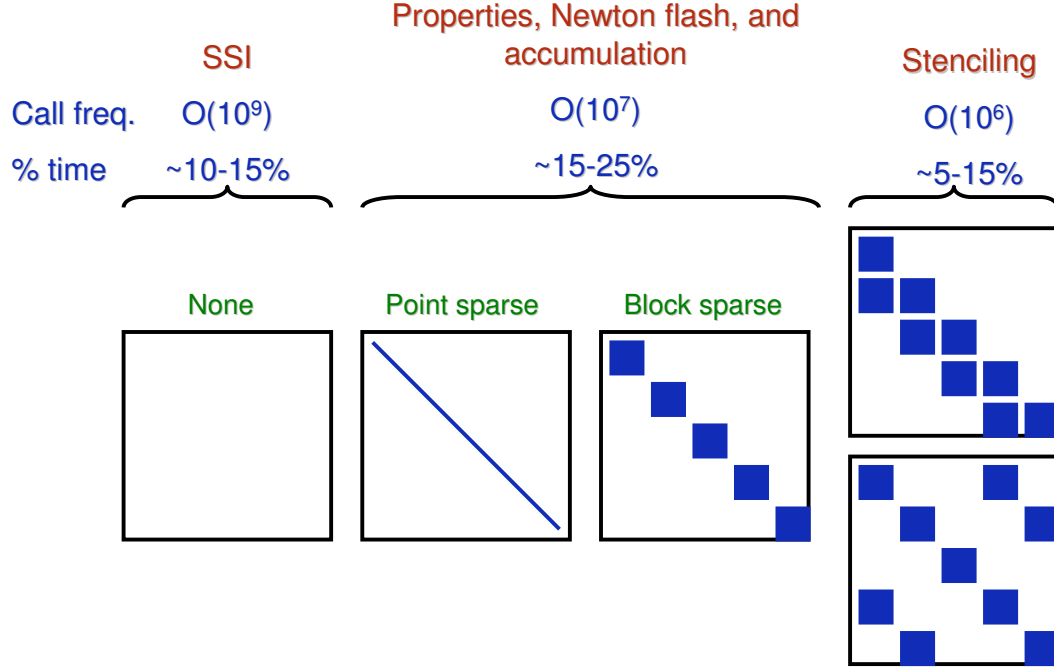 Properties, Newton flash, and
accumulation
SSI
Stenciling
Call freq. O(10⁹) O(10⁷) O(10⁶)
% time ~10-15% ~15-25% ~5-15%
None Point sparse Block sparse